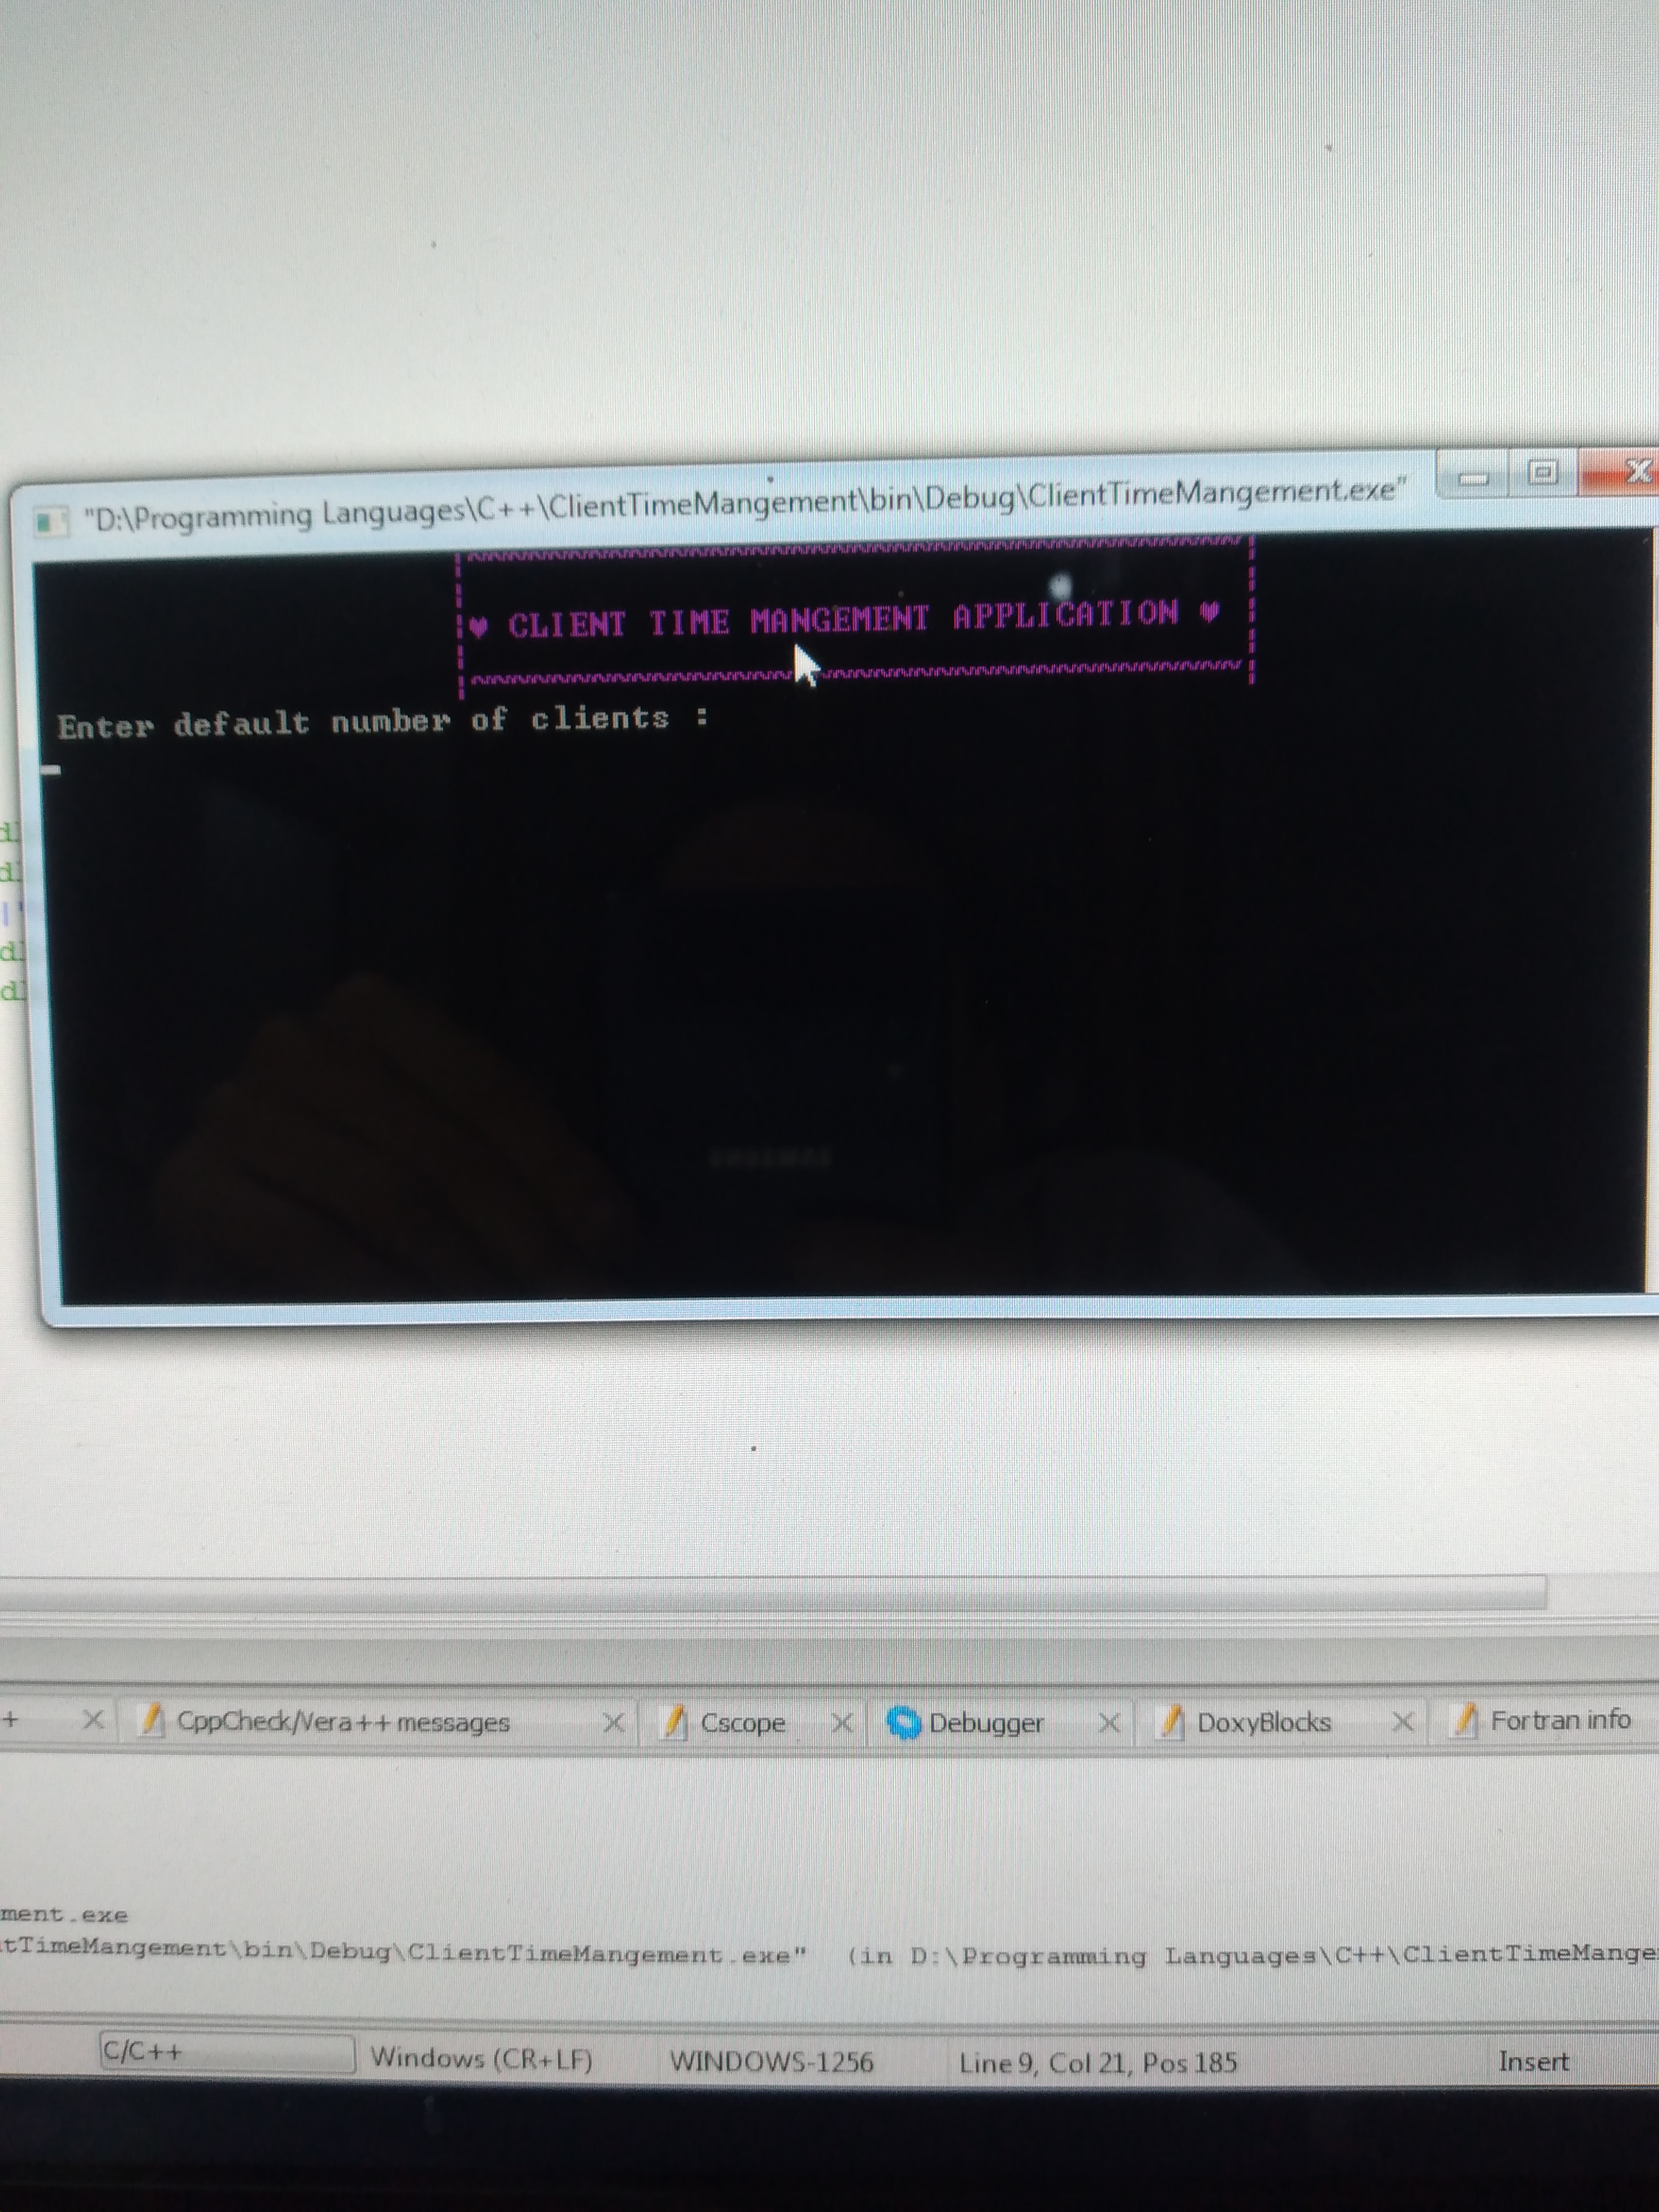 "D:\Programming Languages\C++\ClientTimeMangement\bin\Debug\ClientTimeMangement.exe"
♥ CLIENT TIME MANGEMENT APPLICATION ♥
Enter default number of clients :
+
CppCheck/Vera++ messages
Cscope
Debugger
DoxyBlocks
Fortran info
ment.exe
tTimeMangement\bin\Debug\ClientTimeMangement.exe" (in D:\Programming Languages\C++\ClientTimeMange
C/C++
Windows (CR+LF)
WINDOWS-1256
Line 9, Col 21, Pos 185
Insert